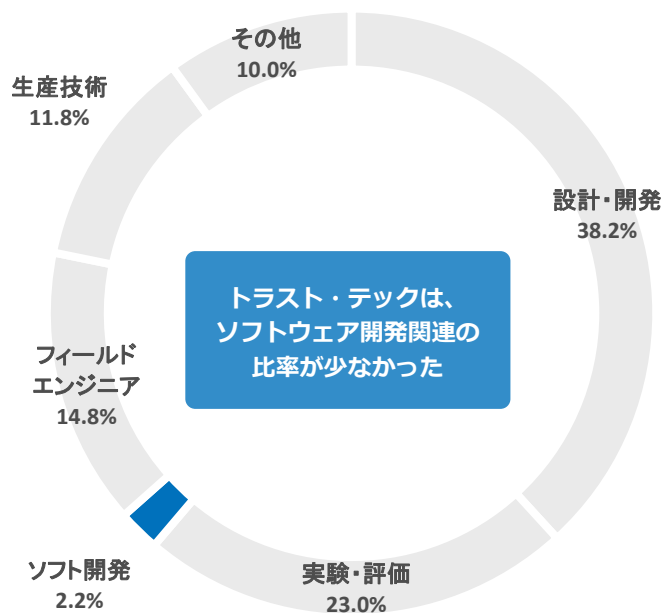 その他
10.0%
生産技術
11.8%
設計・開発
38.2%
トラスト・テックは、
ソフトウェア開発関連の
比率が少なかった
フィールド
エンジニア
14.8%
ソフト開発
2.2%
実験・評価
23.0%